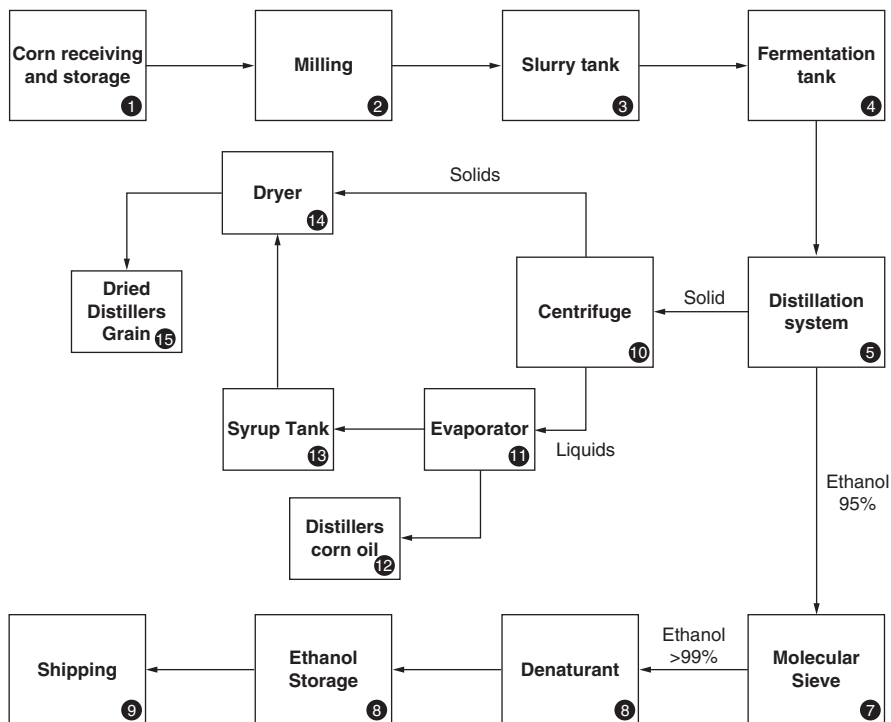 Corn receiving
and storage
1
Milling
2
Slurry tank
3
Fermentation
tank
4
Dryer
14
Solids
Dried
Distillers
Grain
15
Centrifuge
10
Solid
Distillation
system
5
Syrup Tank
13
Evaporator
11
Liquids
Ethanol
95%
Distillers
corn oil
12
Shipping
9
Ethanol
Storage
8
Denaturant
8
Ethanol
>99%
Molecular
Sieve
7